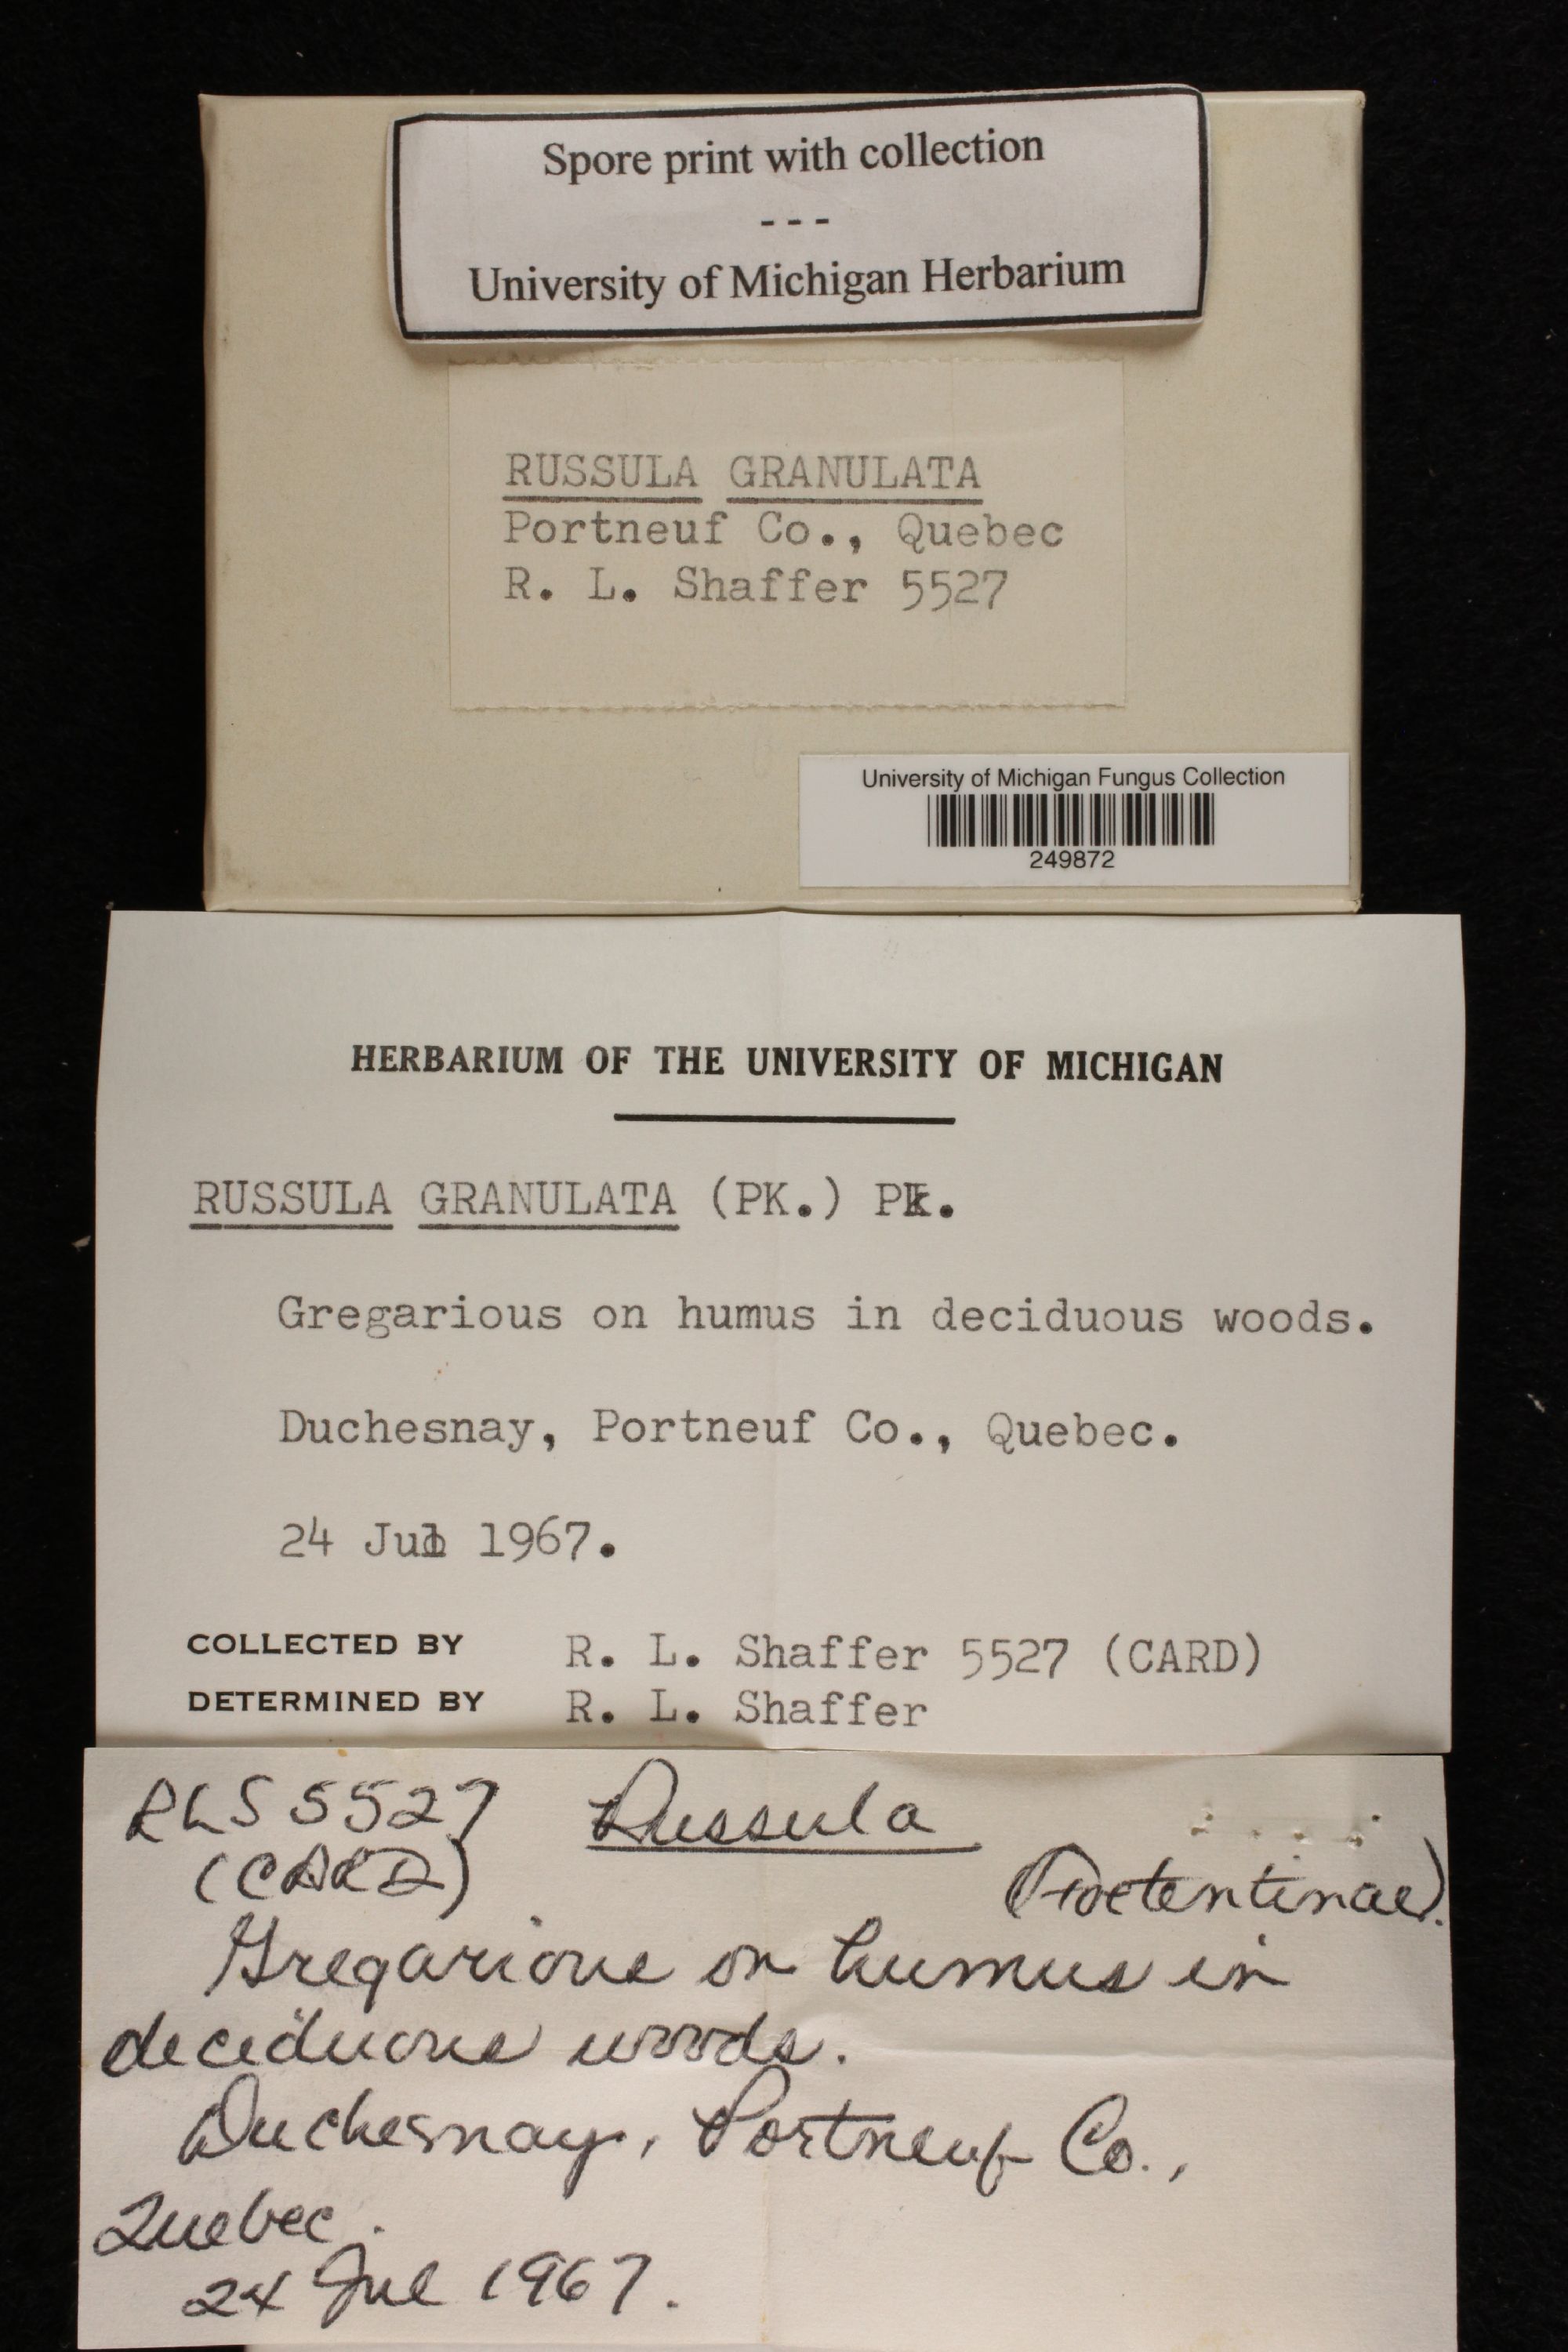 Spore print with collection
---
University of Michigan Herbarium
RUSSULA GRANULATA
Portneuf Co., Quebec
R. L. Shaffer 5527
University of Michigan Fungus Collection
249872
HERBARIUM OF THE UNIVERSITY OF MICHIGAN
RUSSULA GRANULATA (PK.) Pk.
Gregarious on humus in deciduous woods.
Duchesnay, Portneuf Co., Quebec.
24 Jul 1967.
COLLECTED BY R. L. Shaffer 5527 (CARD)
DETERMINED BY R. L. Shaffer
RLS 5527 Russula
(CARD)
(Foetentinae).
Gregarious on humus in
deciduous woods.
Duchesnay, Portneuf Co.,
Quebec.
24 Jul 1967.